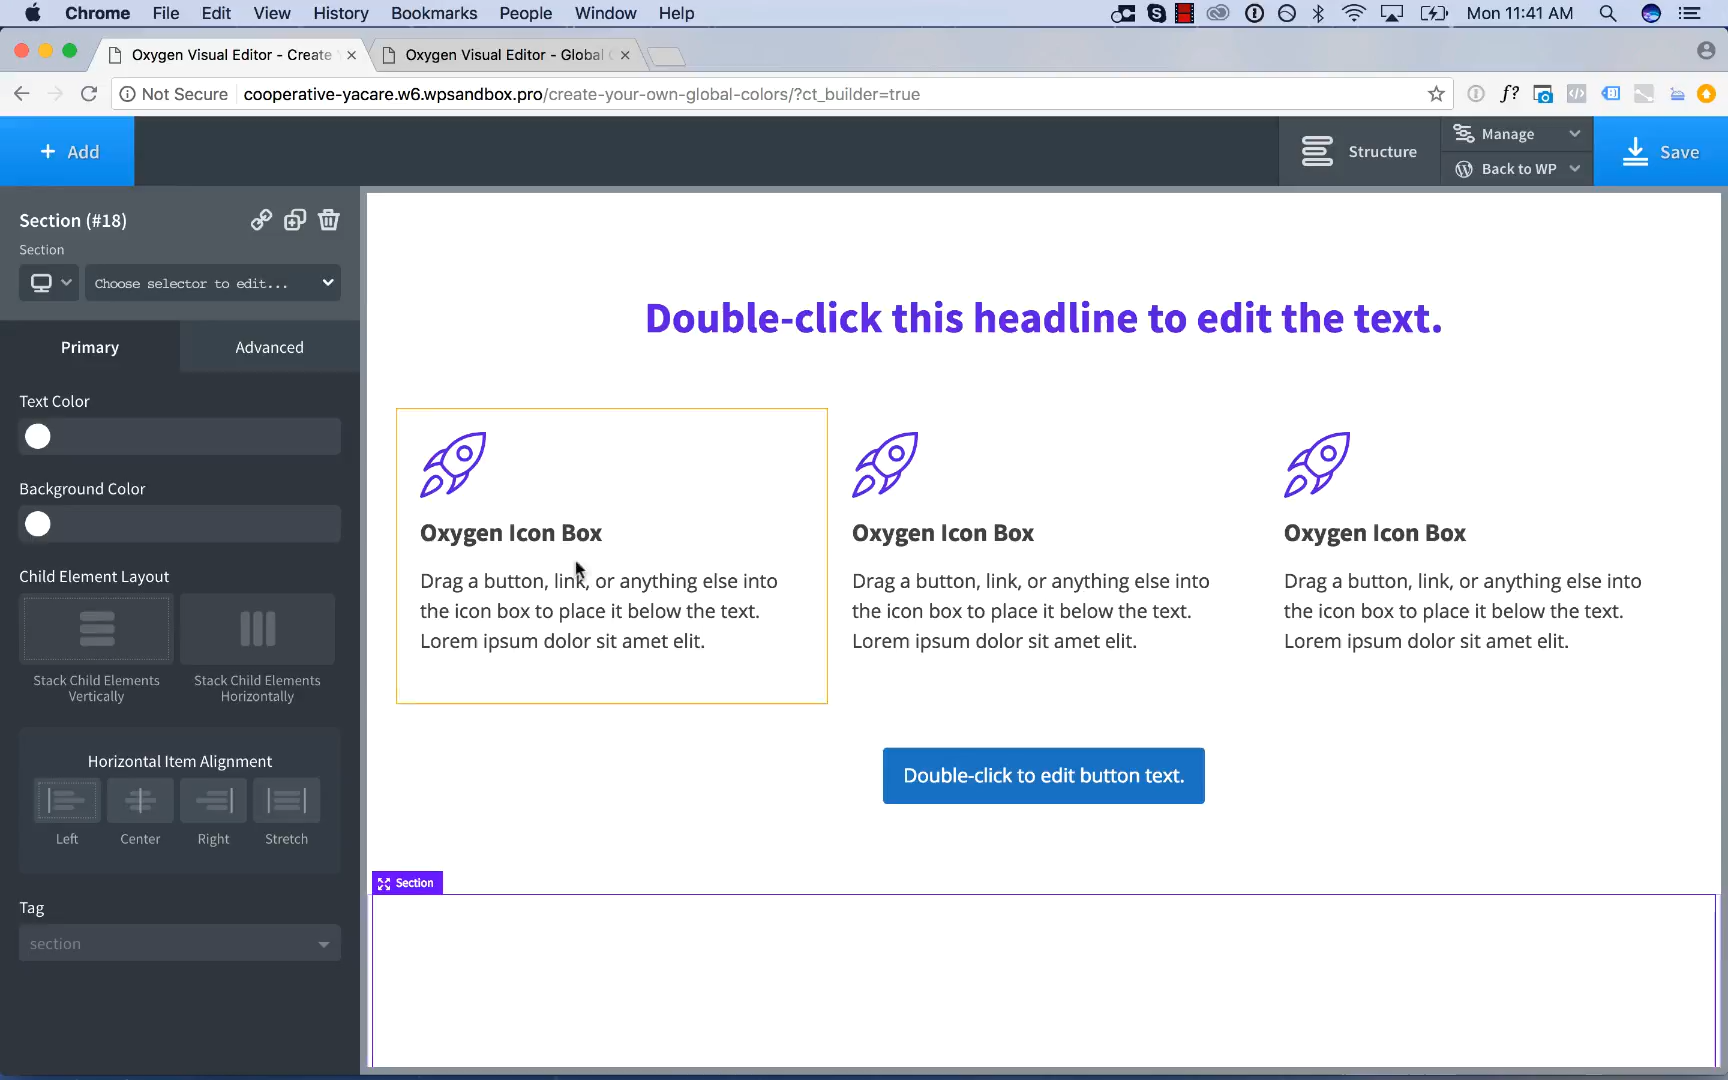 Chrome File Edit View History Bookmarks People Window Help
Mon 11:41 AM
Oxygen Visual Editor - Create
Oxygen Visual Editor - Global
Not Secure
cooperative-yacare.w6.wpsandbox.pro/create-your-own-global-colors/?ct_builder=true
f?
+ Add
Structure
Manage
Back to WP
Save
Section (#18)
Section
Choose selector to edit...
Primary
Advanced
Text Color
Background Color
Child Element Layout
Stack Child Elements
Vertically
Stack Child Elements
Horizontally
Horizontal Item Alignment
Left
Center
Right
Stretch
Tag
section
Double-click this headline to edit the text.
Oxygen Icon Box
Drag a button, link, or anything else into
the icon box to place it below the text.
Lorem ipsum dolor sit amet elit.
Oxygen Icon Box
Drag a button, link, or anything else into
the icon box to place it below the text.
Lorem ipsum dolor sit amet elit.
Oxygen Icon Box
Drag a button, link, or anything else into
the icon box to place it below the text.
Lorem ipsum dolor sit amet elit.
Double-click to edit button text.
Section